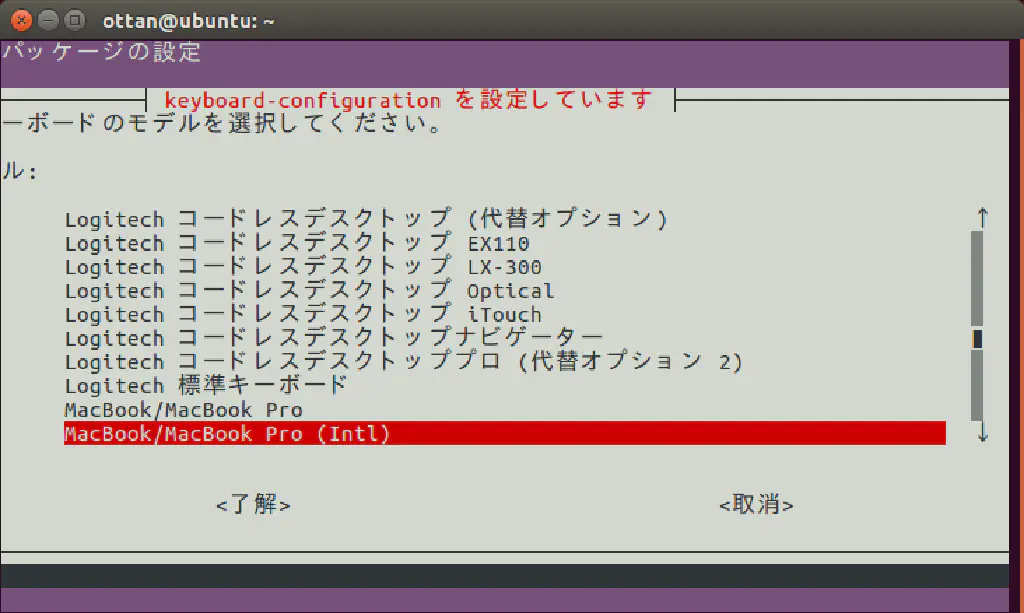 ottan@ubuntu: ~
パッケージの設定
keyboard-configuration を設定しています
ーボードのモデルを選択してください。
ル:
Logitech コードレスデスクトップ (代替オプション)
Logitech コードレスデスクトップ EX110
Logitech コードレスデスクトップ LX-300
Logitech コードレスデスクトップ Optical
Logitech コードレスデスクトップ iTouch
Logitech コードレスデスクトップナビゲーター
Logitech コードレスデスクトッププロ (代替オプション 2)
Logitech 標準キーボード
MacBook/MacBook Pro
MacBook/MacBook Pro (Intl)
<了解> <取消>